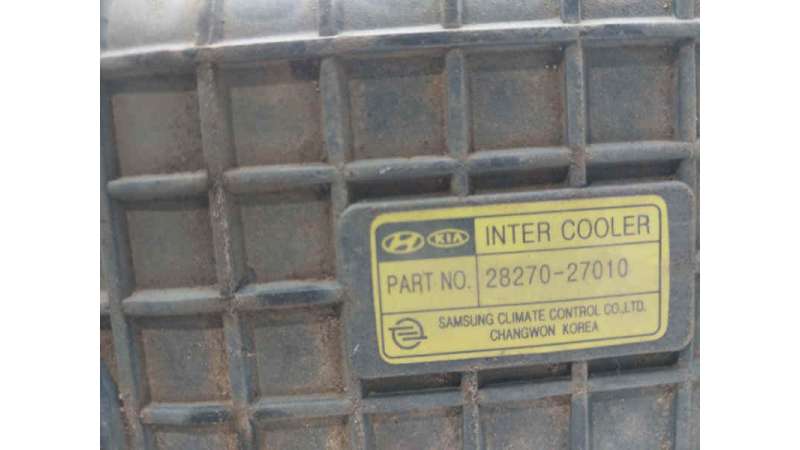 KIA INTER COOLER
PART NO. 28270-27010
SAMSUNG CLIMATE CONTROL CO.,LTD.
CHANGWON KOREA